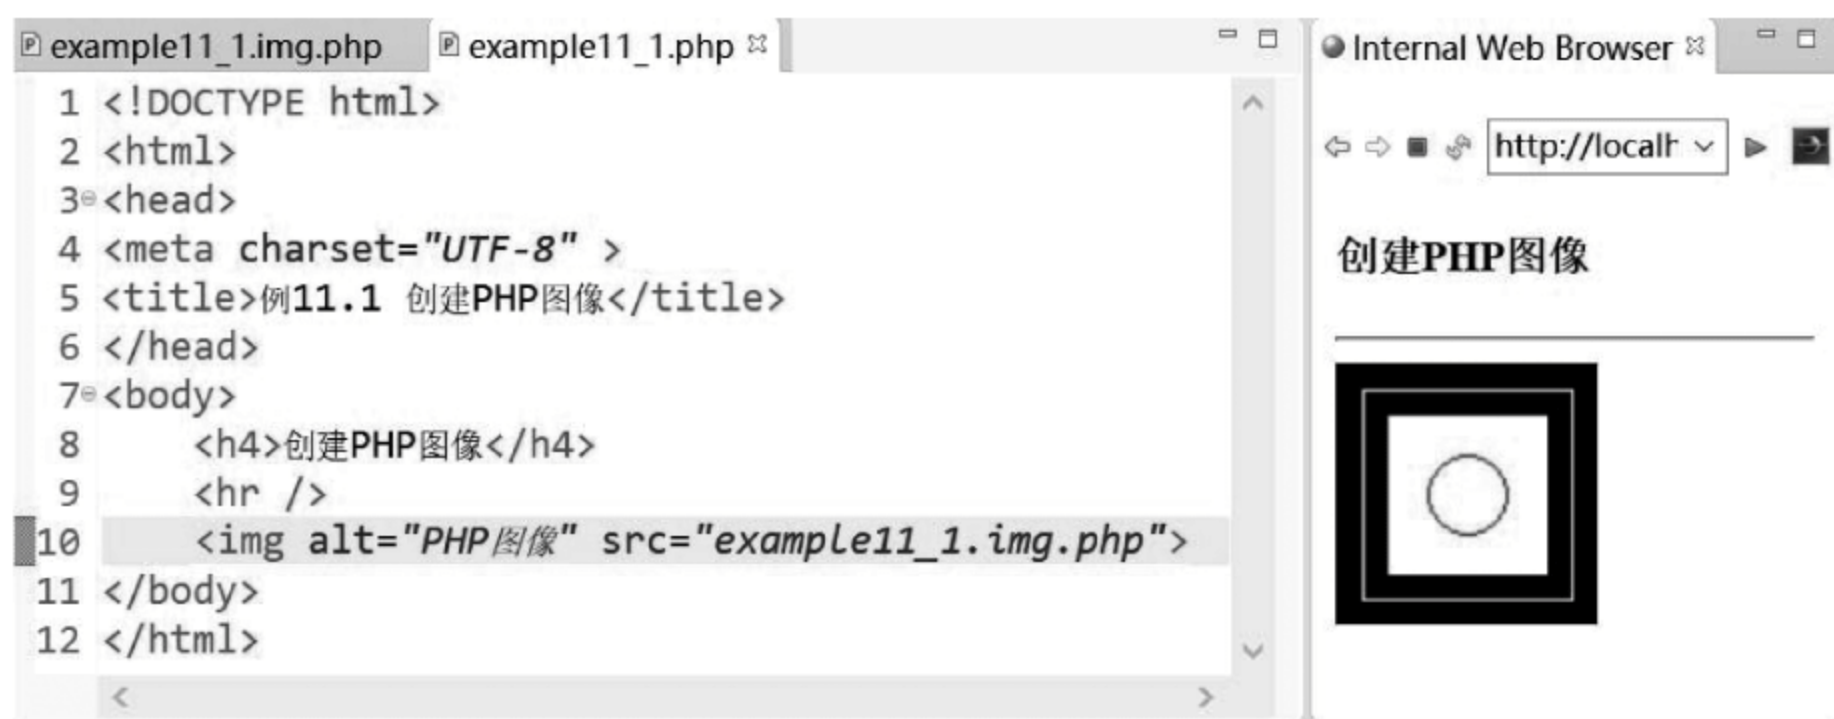 example11_1.img.php
example11_1.php
1 <!DOCTYPE html>
2 <html>
3 <head>
4 <meta charset="UTF-8" >
5 <title>例11.1 创建PHP图像</title>
6 </head>
7 <body>
8 <h4>创建PHP图像</h4>
9 <hr />
10 <img alt="PHP图像" src="example11_1.img.php">
11 </body>
12 </html>
Internal Web Browser
http://localh
创建PHP图像